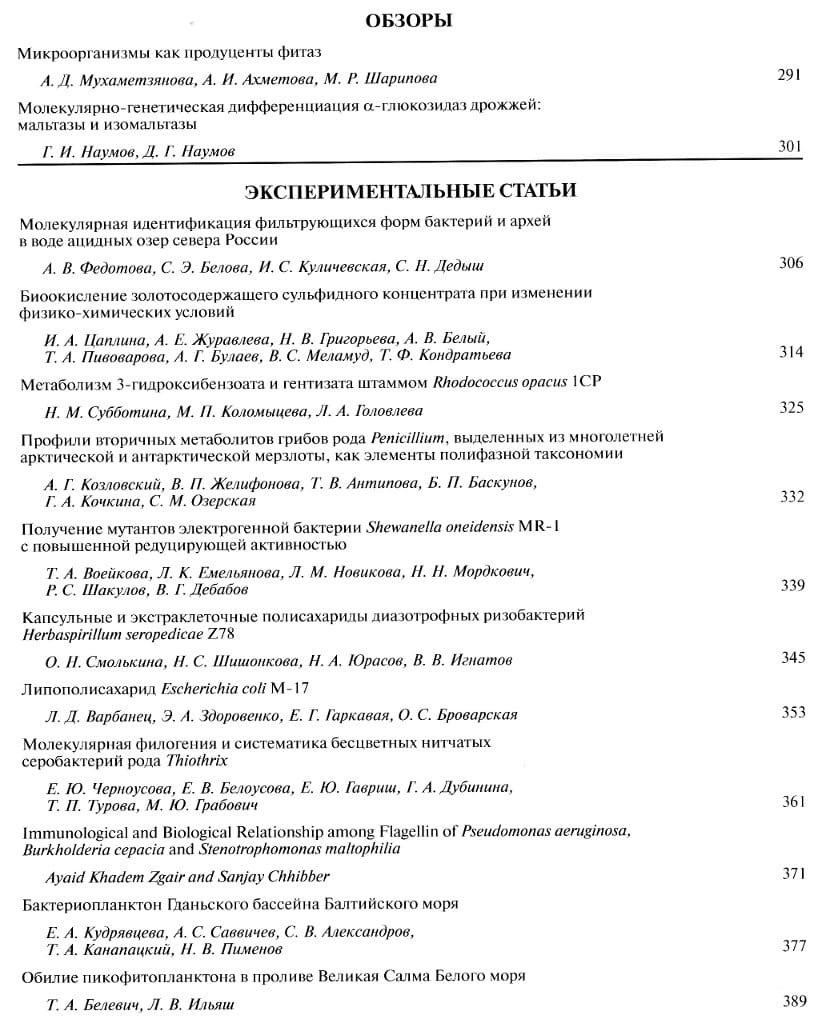 ОБЗОРЫ
Микроорганизмы как продуценты фитаз
А. Д. Мухаметзянова, А. И. Ахметова, М. Р. Шарипова 291
Молекулярно-генетическая дифференциация α-глюкозидаз дрожжей:
мальтазы и изомальтазы
Г. И. Наумов, Д. Г. Наумов 301
ЭКСПЕРИМЕНТАЛЬНЫЕ СТАТЬИ
Молекулярная идентификация фильтрующихся форм бактерий и архей
в воде ацидных озер севера России
А. В. Федотова, С. Э. Белова, И. С. Куличевская, С. Н. Дедыш 306
Биоокисление золотосодержащего сульфидного концентрата при изменении
физико-химических условий
И. А. Цаплина, А. Е. Журавлева, Н. В. Григорьева, А. В. Белый,
Т. А. Пивоварова, А. Г. Булаев, В. С. Меламуд, Т. Ф. Кондратьева 314
Метаболизм 3-гидроксибензоата и гентизата штаммом Rhodococcus opacus 1CP
Н. М. Субботина, М. П. Коломыцева, Л. А. Головлева 325
Профили вторичных метаболитов грибов рода Penicillium, выделенных из многолетней
арктической и антарктической мерзлоты, как элементы полифазной таксономии
А. Г. Козловский, В. П. Желифонова, Т. В. Антипова, Б. П. Баскунов,
Г. А. Кочкина, С. М. Озерская 332
Получение мутантов электрогенной бактерии Shewanella oneidensis MR-1
с повышенной редуцирующей активностью
Т. А. Воейкова, Л. К. Емельянова, Л. М. Новикова, Н. Н. Мордкович,
Р. С. Шакулов, В. Г. Дебабов 339
Капсульные и экстраклеточные полисахариды диазотрофных ризобактерий
Herbaspirillum seropedicae Z78
О. Н. Смолькина, Н. С. Шишонкова, Н. А. Юрасов, В. В. Игнатов 345
Липополисахарид Escherichia coli М-17
Л. Д. Варбанец, Э. А. Здоровенко, Е. Г. Гаркавая, О. С. Броварская 353
Молекулярная филогения и систематика бесцветных нитчатых
серобактерий рода Thiothrix
Е. Ю. Черноусова, Е. В. Белоусова, Е. Ю. Гавриш, Г. А. Дубинина,
Т. П. Турова, М. Ю. Грабович 361
Immunological and Biological Relationship among Flagellin of Pseudomonas aeruginosa,
Burkholderia cepacia and Stenotrophomonas maltophilia
Ayaid Khadem Zgair and Sanjay Chhibber 371
Бактериопланктон Гданьского бассейна Балтийского моря
Е. А. Кудрявцева, А. С. Саввичев, С. В. Александров,
Т. А. Канапацкий, Н. В. Пименов 377
Обилие пикофитопланктона в проливе Великая Салма Белого моря
Т. А. Белевич, Л. В. Ильяш 389